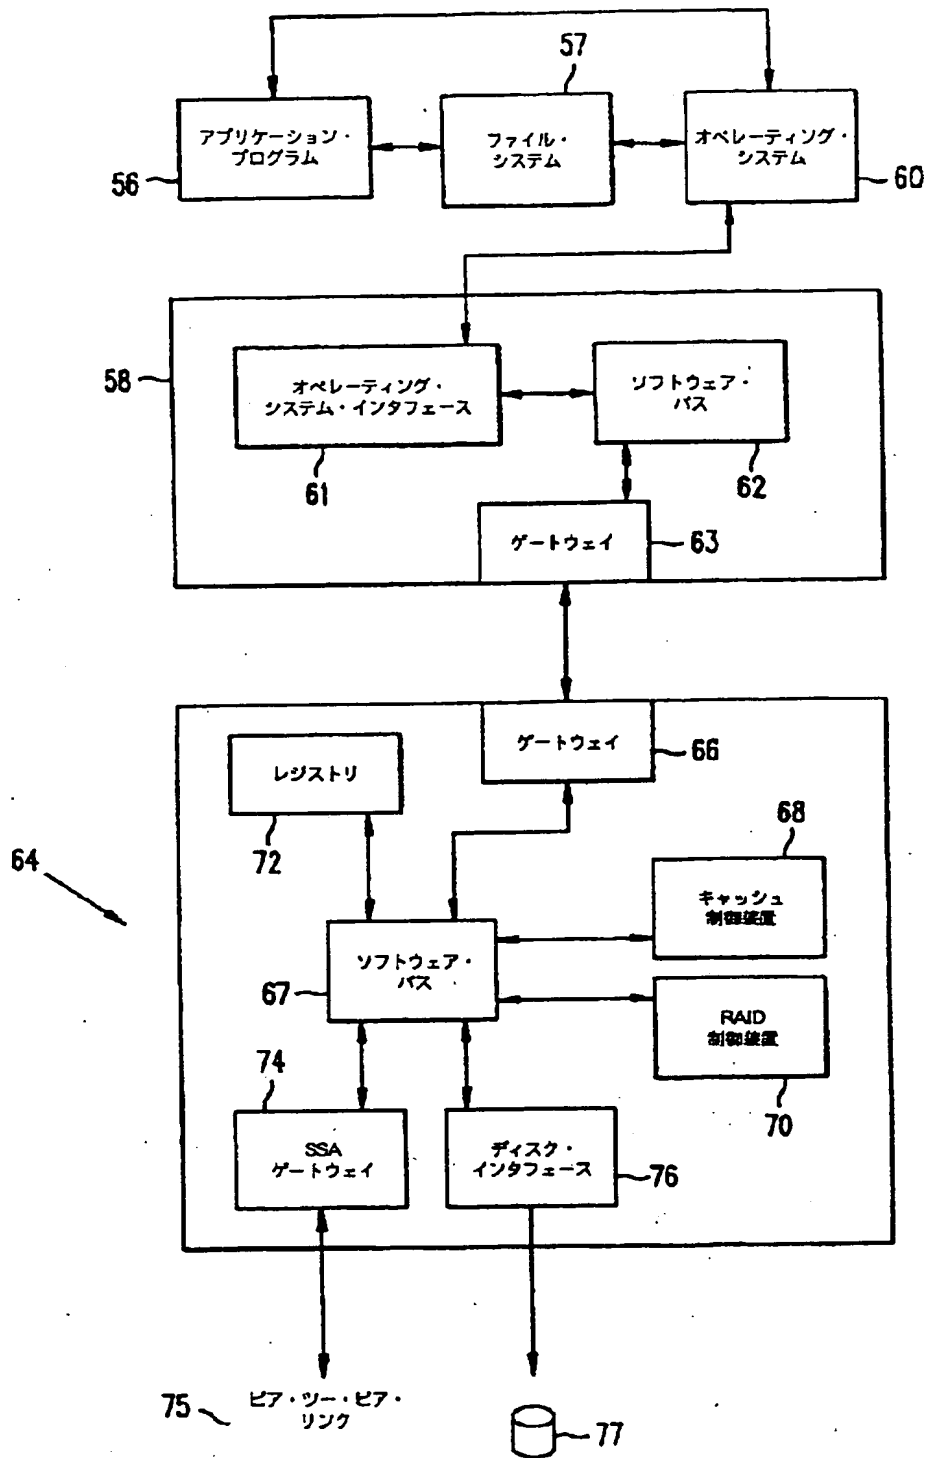 57
アプリケーション・
プログラム
ファイル・
システム
オペレーティング・
システム
56
60
58
オペレーティング・
システム・インタフェース
ソフトウェア・
バス
61
62
ゲートウェイ
63
ゲートウェイ
66
レジストリ
72
68
64
キャッシュ
制御装置
ソフトウェア・
バス
67
RAID
制御装置
74
70
SSA
ゲートウェイ
ディスク・
インタフェース
76
75
ピア・ツー・ピア・
リンク
77